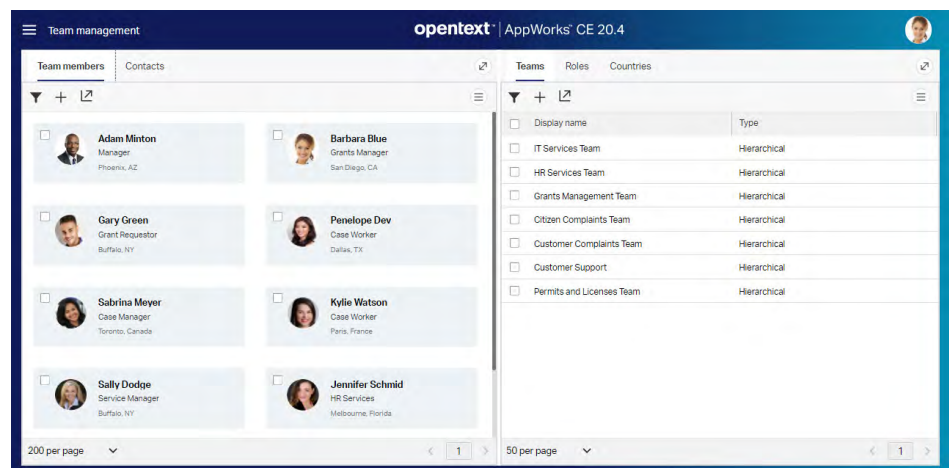 Team management
opentext™ | AppWorks™ CE 20.4
Team members Contacts
Adam Minton
Manager
Phoenix, AZ
Barbara Blue
Grants Manager
San Diego, CA
Gary Green
Grant Requestor
Buffalo, NY
Penelope Dev
Case Worker
Dallas, TX
Sabrina Meyer
Case Manager
Toronto, Canada
Kylie Watson
Case Worker
Paris, France
Sally Dodge
Service Manager
Buffalo, NY
Jennifer Schmid
HR Services
Melbourne, Florida
200 per page
1
Teams Roles Countries
Display name Type
IT Services Team Hierarchical
HR Services Team Hierarchical
Grants Management Team Hierarchical
Citizen Complaints Team Hierarchical
Customer Complaints Team Hierarchical
Customer Support Hierarchical
Permits and Licenses Team Hierarchical
50 per page
1